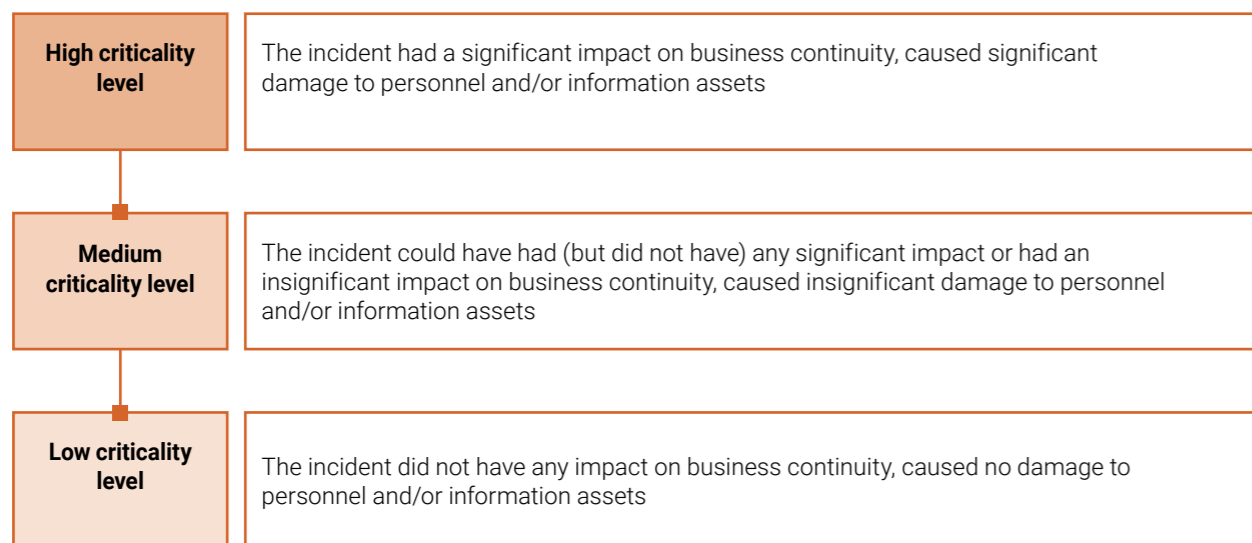 High criticality
level
The incident had a significant impact on business continuity, caused significant
damage to personnel and/or information assets
Medium
criticality level
The incident could have had (but did not have) any significant impact or had an
insignificant impact on business continuity, caused insignificant damage to personnel
and/or information assets
Low criticality
level
The incident did not have any impact on business continuity, caused no damage to
personnel and/or information assets